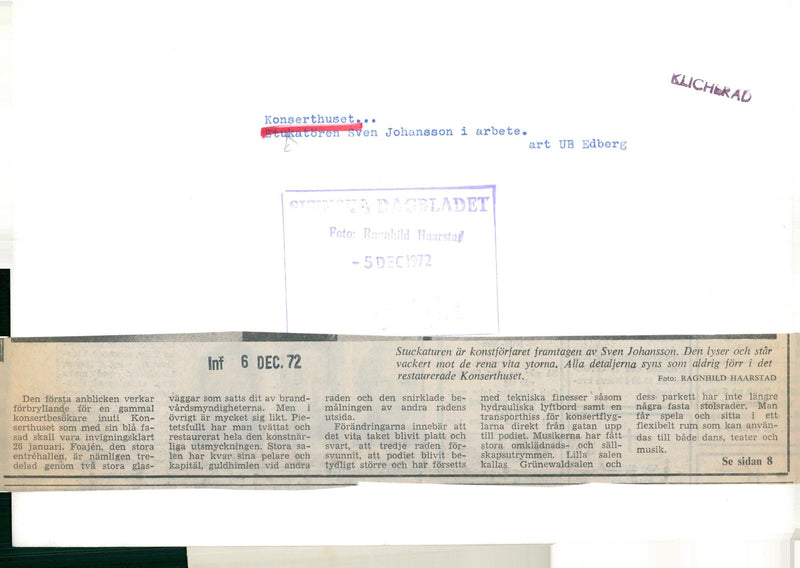 KLICHERAD
Konserthuset...
Stukatören Sven Johansson i arbete.
art UB Edberg
SVENSKA DAGBLADET
Foto: Ragnhild Haarstad
- 5 DEC 1972
Inf 6 DEC. 72
Stuckaturen är konstförjaret framtagen av Sven Johansson. Den lyser och står
vackert mot de rena vita ytorna. Alla detaljerna syns som aldrig förr i det
restaurerade Konserthuset.
Foto: RAGNHILD HAARSTAD
Den första anblicken verkar
förbryllande för en gammal
konsertbesökare inuti Kon-
serthuset som med sin blå fa-
sad skall vara invigningsklart
26 januari. Foajén, den stora
entréhallen, är nämligen tre-
delad genom två stora glas-
väggar som satts dit av brand-
vårdsmyndigheterna. Men i
övrigt är mycket sig likt. Pie-
tetsfullt har man tvättat och
restaurerat hela den konstnär-
liga utsmyckningen. Stora sa-
len har kvar sina pelare och
kapitäl, guldhimlen vid andra
raden och den snirklade be-
målningen av andra radens
utsida.
Förändringarna innebär att
det vita taket blivit platt och
svart, att tredje raden för-
svunnit, att podiet blivit be-
tydligt större och har försetts
med tekniska finesser såsom
hydrauliska lyftbord samt en
transporthiss för konsertflyg-
larna direkt från gatan upp
till podiet. Musikerna har fått
stora omklädnads- och säll-
skapsutrymmen. Lilla salen
kallas Grünewaldsalen och
dess parkett har inte längre
några fasta stolsrader. Man
får spela och sitta i ett
flexibelt rum som kan använ-
das till både dans, teater och
musik.
Se sidan 8